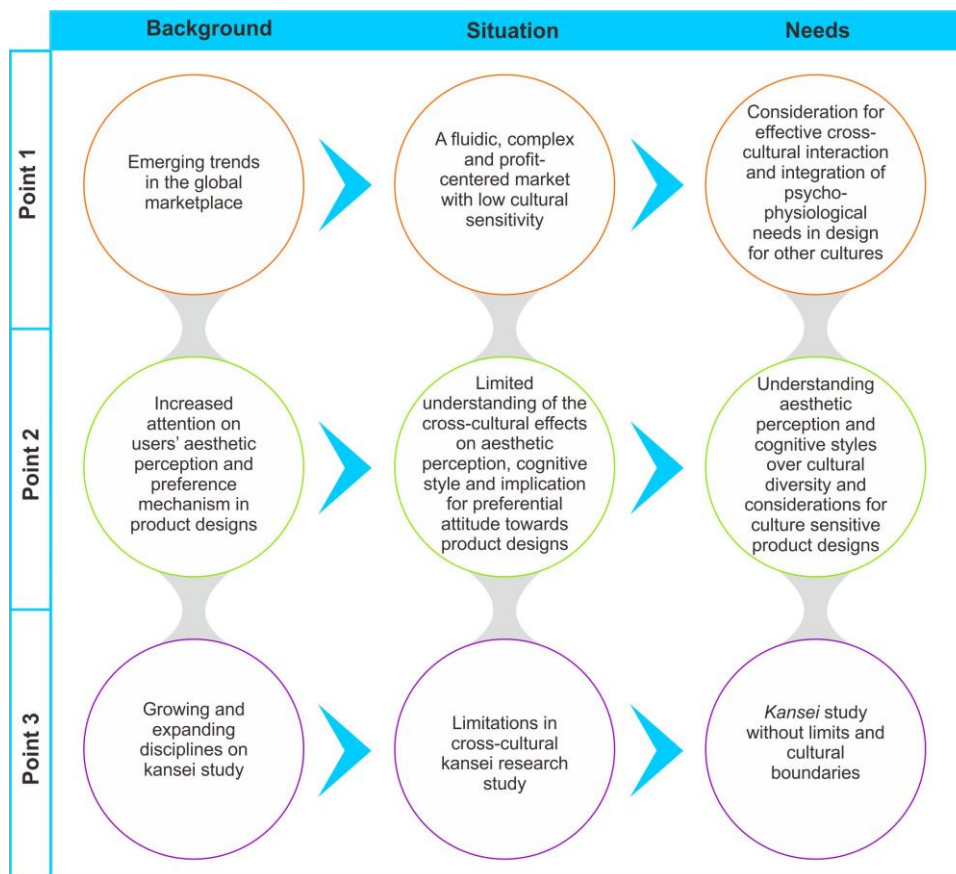 Background
Situation
Needs
Point 1
Emerging trends
in the global
marketplace
A fluidic, complex
and profit-
centered market
with low cultural
sensitivity
Consideration for
effective cross-
cultural interaction
and integration of
psycho-
physiological
needs in design
for other cultures
Point 2
Increased
attention on
users’ aesthetic
perception and
preference
mechanism in
product designs
Limited
understanding of the
cross-cultural effects
on aesthetic
perception, cognitive
style and implication
for preferential
attitude towards
product designs
Understanding
aesthetic
perception and
cognitive styles
over cultural
diversity and
considerations for
culture sensitive
product designs
Point 3
Growing and
expanding
disciplines on
kansei study
Limitations in
cross-cultural
kansei research
study
Kansei study
without limits and
cultural
boundaries